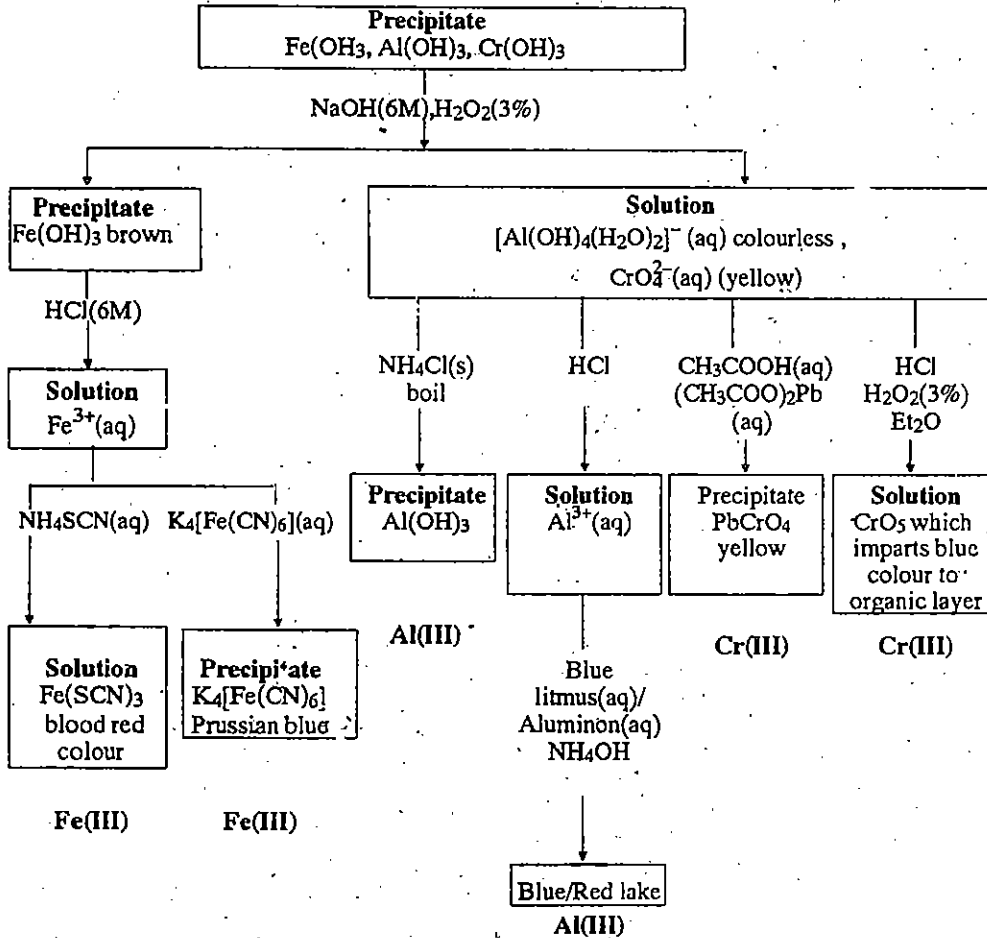 Precipitate
Fe(OH3, Al(OH)3, Cr(OH)3
NaOH(6M),H2O2(3%)
Precipitate
Fe(OH)3 brown
HCl(6M)
Solution
Fe3+(aq)
NH4SCN(aq)
K4[Fe(CN)6](aq)
Solution
Fe(SCN)3
blood red
colour
Fe(III)
Precipitate
K4[Fe(CN)6]
Prussian blue
Fe(III)
Solution
[Al(OH)4(H2O)2]− (aq) colourless ,
CrO42−(aq) (yellow)
NH4Cl(s)
boil
Precipitate
Al(OH)3
Al(III)
HCl
Solution
Al3+(aq)
Blue
litmus(aq)/
Aluminon(aq)
NH4OH
Blue/Red lake
Al(III)
CH3COOH(aq)
(CH3COO)2Pb
(aq)
Precipitate
PbCrO4
yellow
Cr(III)
HCl
H2O2(3%)
Et2O
Solution
CrO5 which
imparts blue
colour to
organic layer
Cr(III)